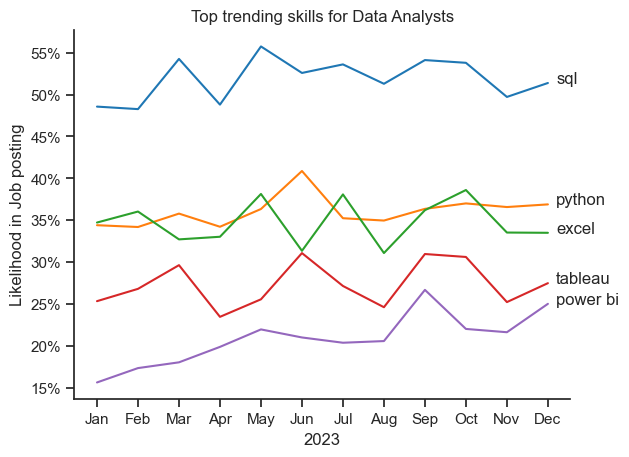 Top trending skills for Data Analysts
Likelihood in Job posting
55%
50%
45%
40%
35%
30%
25%
20%
15%
sql
python
excel
tableau
power bi
Jan Feb Mar Apr May Jun Jul Aug Sep Oct Nov Dec
2023